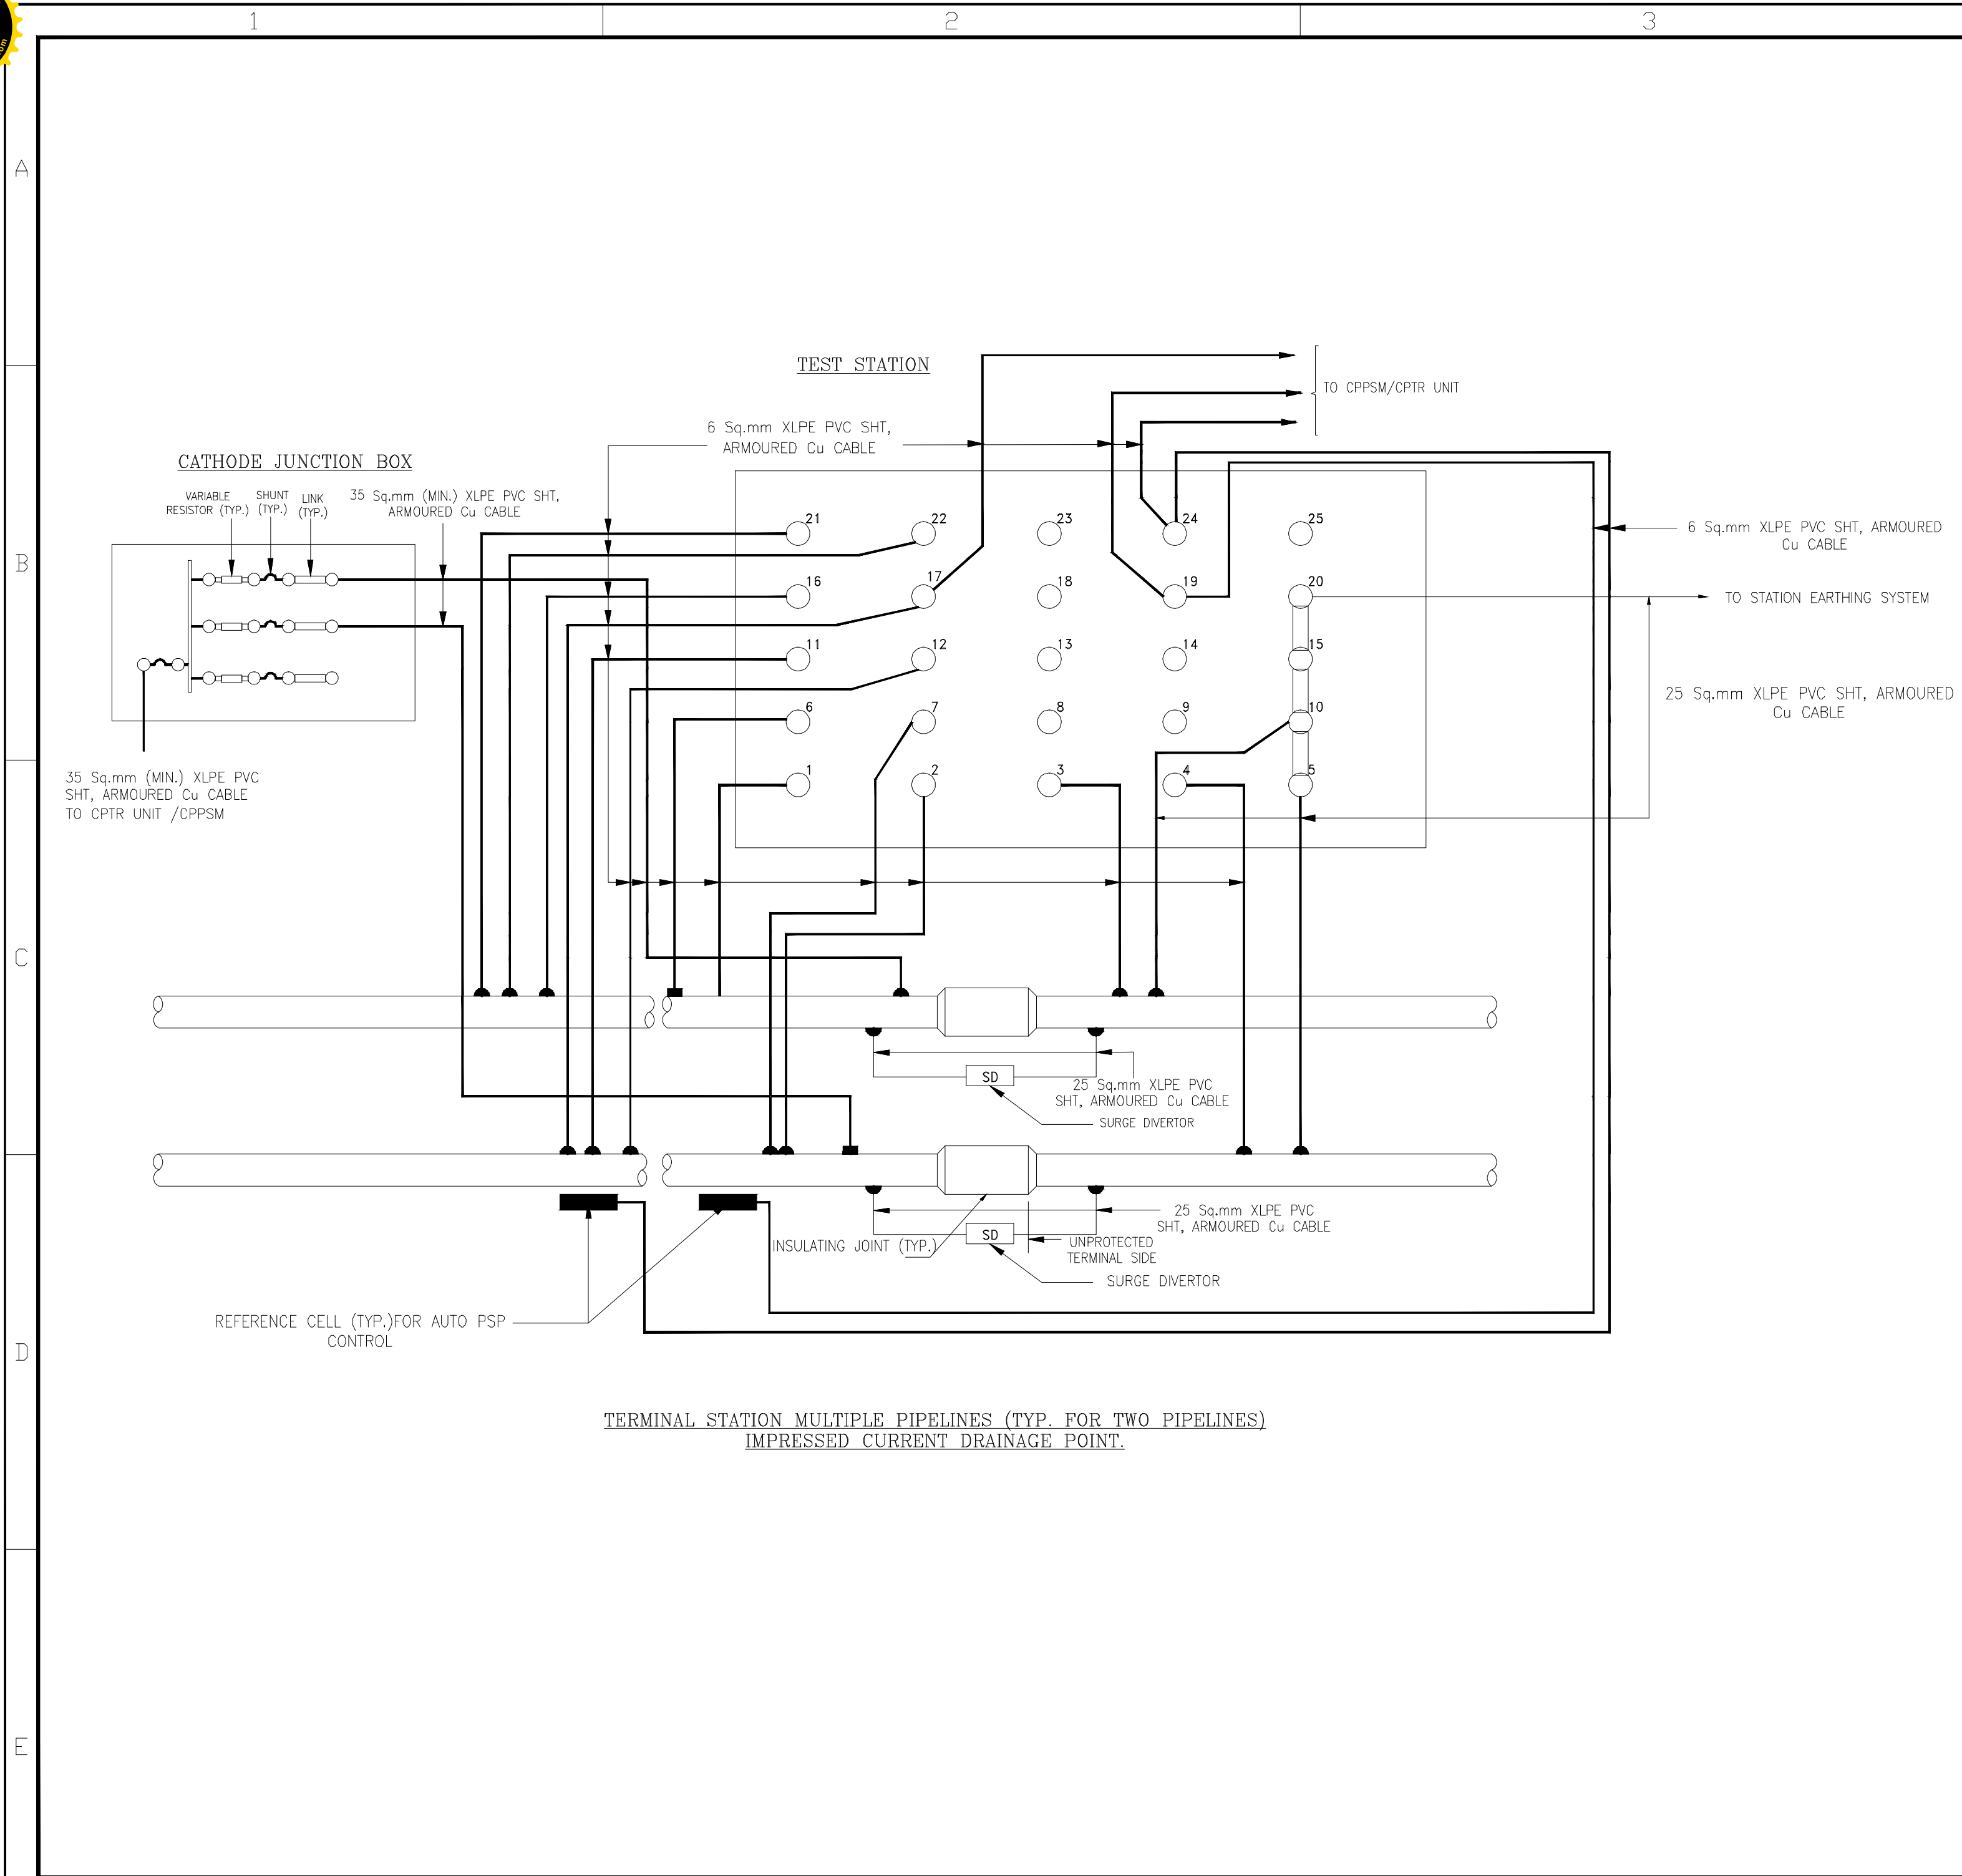 1
2
3
A
B
C
D
E
TEST STATION
TO CPPSM/CPTR UNIT
6 Sq.mm XLPE PVC SHT,
ARMOURED Cu CABLE
CATHODE JUNCTION BOX
VARIABLE
RESISTOR (TYP.)
SHUNT
(TYP.)
LINK
(TYP.)
35 Sq.mm (MIN.) XLPE PVC SHT,
ARMOURED Cu CABLE
21
22
23
24
25
16
17
18
19
20
11
12
13
14
15
6
7
8
9
10
1
2
3
4
5
6 Sq.mm XLPE PVC SHT, ARMOURED
Cu CABLE
TO STATION EARTHING SYSTEM
25 Sq.mm XLPE PVC SHT, ARMOURED
Cu CABLE
35 Sq.mm (MIN.) XLPE PVC
SHT, ARMOURED Cu CABLE
TO CPTR UNIT /CPPSM
SD
25 Sq.mm XLPE PVC
SHT, ARMOURED Cu CABLE
SURGE DIVERTOR
25 Sq.mm XLPE PVC
SHT, ARMOURED Cu CABLE
SD
INSULATING JOINT (TYP.)
UNPROTECTED
TERMINAL SIDE
SURGE DIVERTOR
REFERENCE CELL (TYP.)FOR AUTO PSP
CONTROL
TERMINAL STATION MULTIPLE PIPELINES (TYP. FOR TWO PIPELINES)
IMPRESSED CURRENT DRAINAGE POINT.